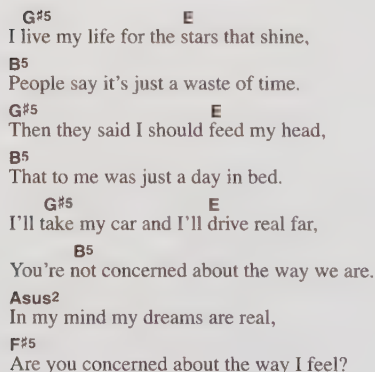 G♯5 E
I live my life for the stars that shine,
B5
People say it's just a waste of time.
G♯5 E
Then they said I should feed my head,
B5
That to me was just a day in bed.
G♯5 E
I'll take my car and I'll drive real far,
B5
You're not concerned about the way we are.
Asus2
In my mind my dreams are real,
F♯5
Are you concerned about the way I feel?